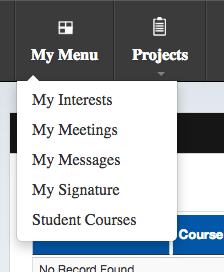 My Menu
Projects
My Interests
My Meetings
My Messages
My Signature
Student Courses
Course
No Record Found